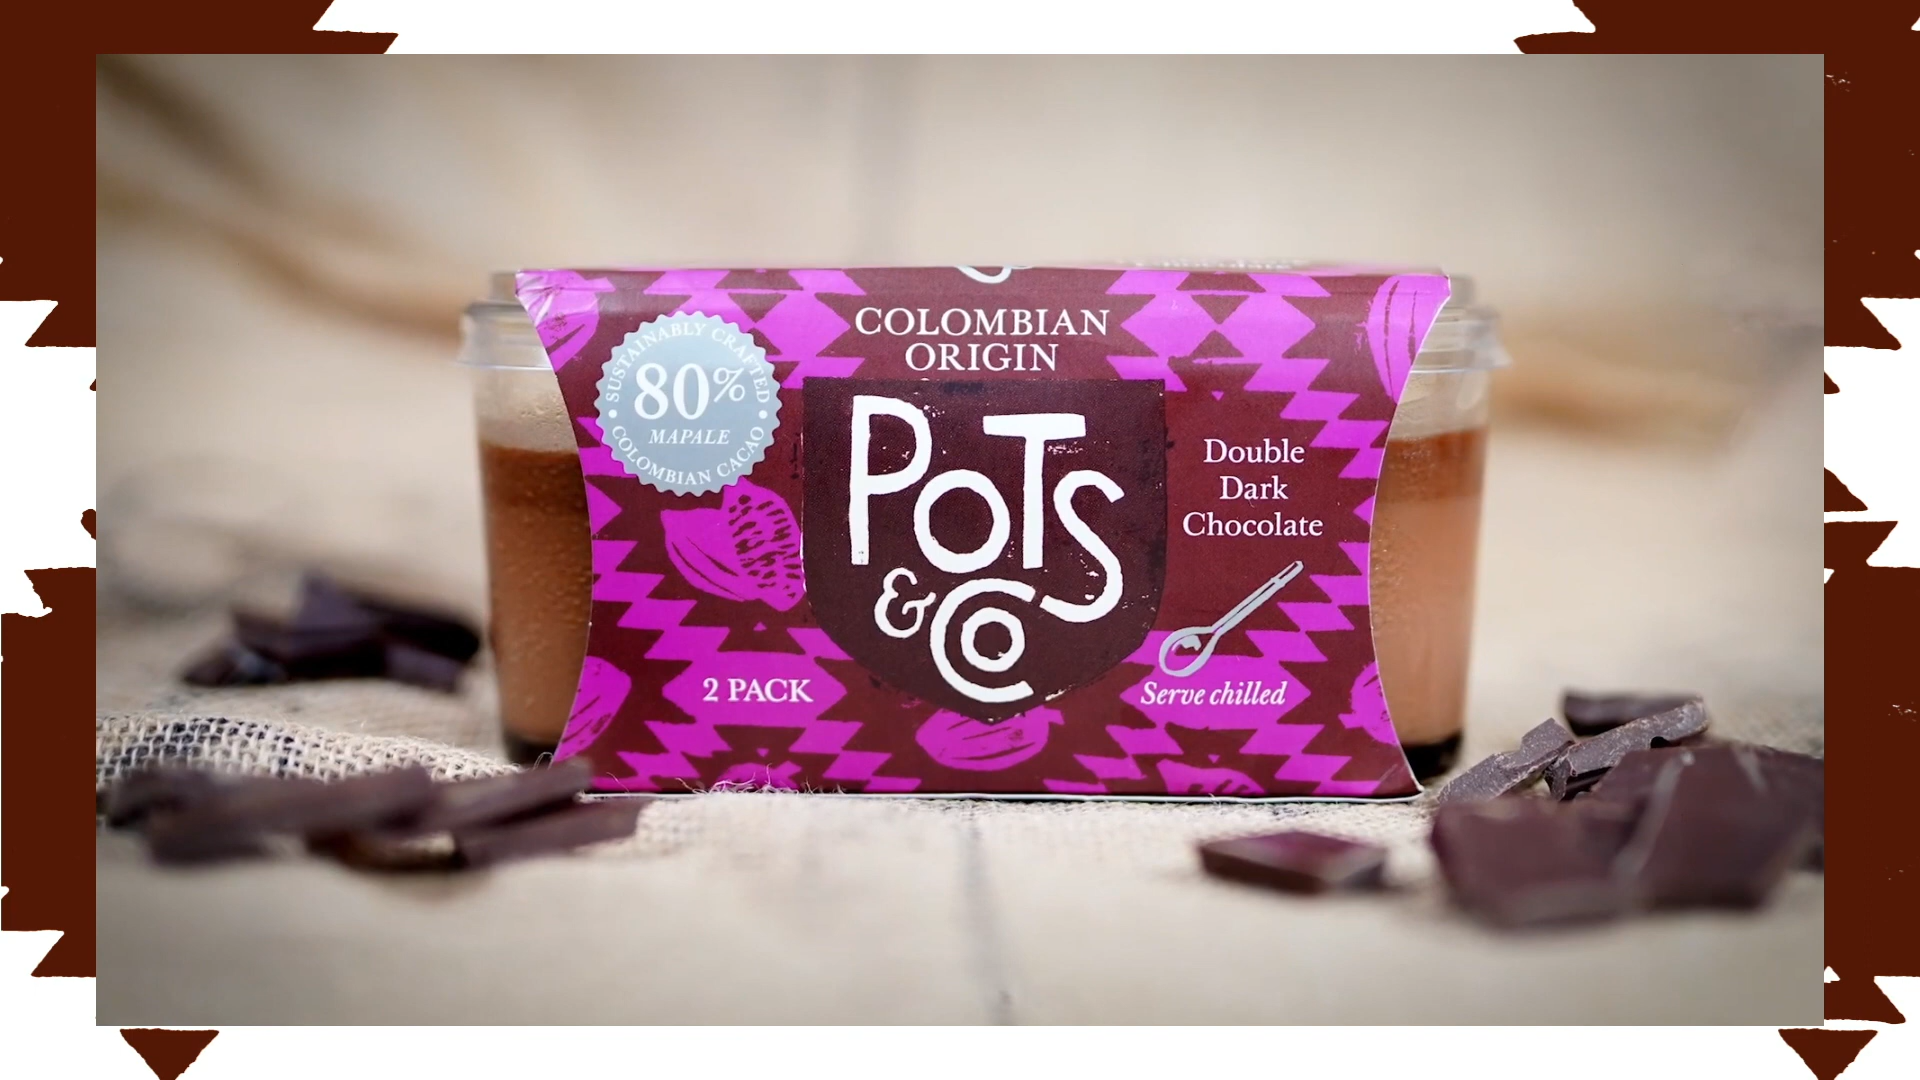 COLOMBIAN
ORIGIN
SUSTAINABLY CRAFTED
80%
MAPALE
COLOMBIAN CACAO
POTS
& Co
Double
Dark
Chocolate
2 PACK
Serve chilled